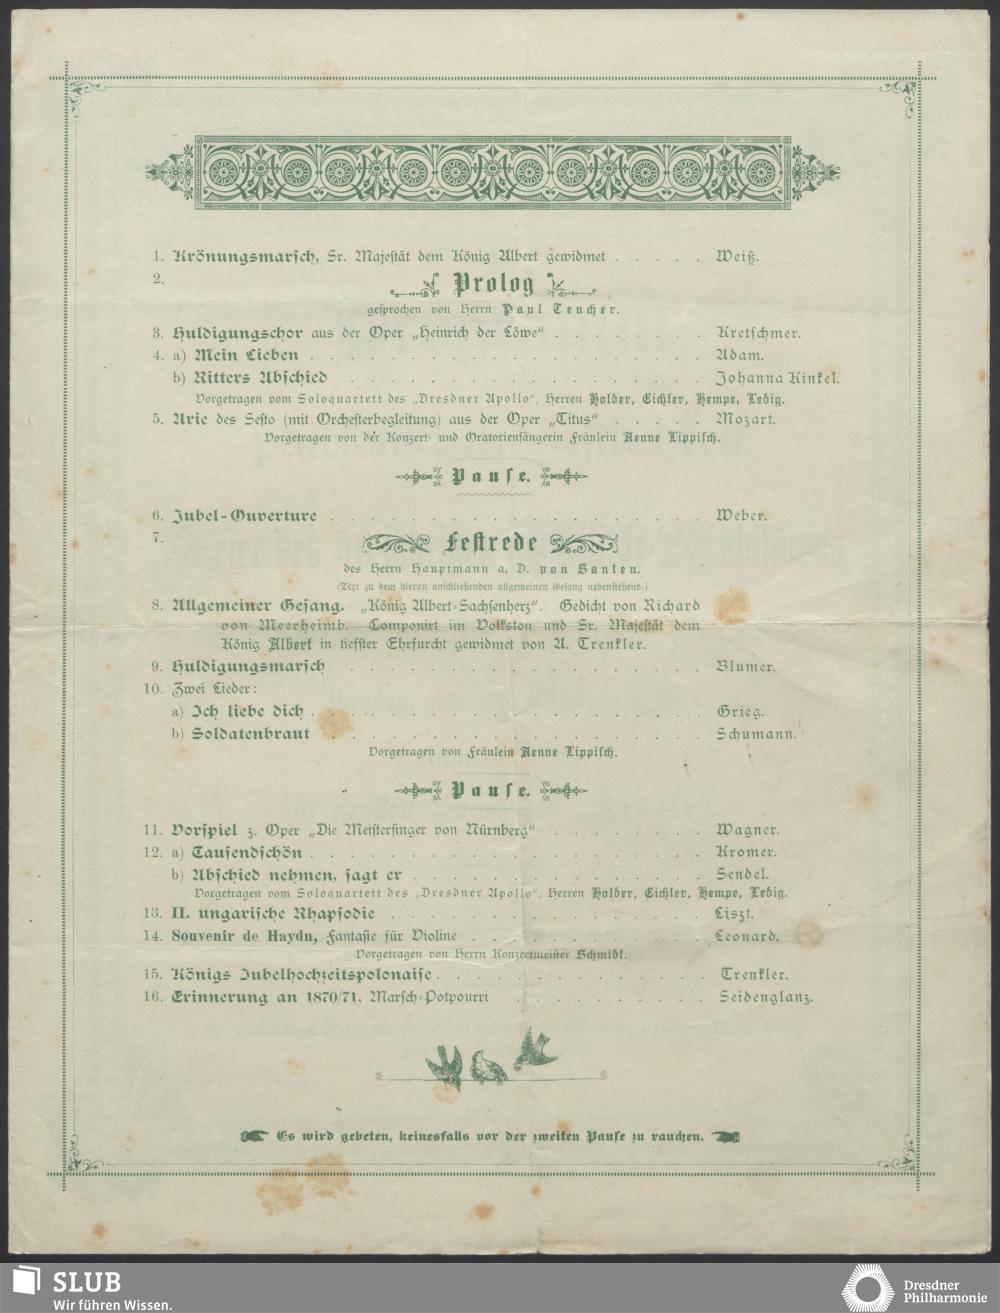 1. Krönungsmarsch, Sr. Majestät dem König Albert gewidmet . . . . . Weiß.
2. Prolog
gesprochen von Herrn Paul Teucher.
3. Huldigungschor aus der Oper „Heinrich der Löwe“ . . . . . . . . Kretschmer.
4. a) Mein Lieben . . . . . . . . . . . . . . . . . . Adam.
b) Ritters Abschied . . . . . . . . . . . . . . . . Johanna Kinkel.
Vorgetragen vom Soloquartett des „Dresdner Apollo“, Herren Holder, Eichler, Hempe, Ledig.
5. Arie des Sesto (mit Orchesterbegleitung) aus der Oper „Titus“ . . . . . Mozart.
Vorgetragen von der Konzert- und Oratoriensängerin Fräulein Aenne Lippisch.
Pause.
6. Jubel-Ouverture . . . . . . . . . . . . . . . . . Weber.
7. Festrede
des Herrn Hauptmann a. D. von Santen.
(Text zu dem hieran anschließenden allgemeinen Gesang nebenstehend.)
8. Allgemeiner Gesang. „König Albert-Sachsenherz“. Gedicht von Richard
von Meerheimb. Componirt im Volkston und Sr. Majestät dem
König Albert in tiefster Ehrfurcht gewidmet von A. Trenkler.
9. Huldigungsmarsch . . . . . . . . . . . . . . . . Blumer.
10. Zwei Lieder:
a) Ich liebe dich . . . . . . . . . . . . . . . . . . Grieg.
b) Soldatenbraut . . . . . . . . . . . . . . . . . Schumann.
Vorgetragen von Fräulein Aenne Lippisch.
Pause.
11. Vorspiel z. Oper „Die Meistersinger von Nürnberg“ . . . . . . . . Wagner.
12. a) Tausendschön . . . . . . . . . . . . . . . . . . Kromer.
b) Abschied nehmen, sagt er . . . . . . . . . . . . . Sendel.
Vorgetragen vom Soloquartett des „Dresdner Apollo“, Herren Holder, Eichler, Hempe, Ledig.
13. II. ungarische Rhapsodie . . . . . . . . . . . . . . Liszt.
14. Souvenir de Haydn, Fantasie für Violine . . . . . . . . . . Leonard.
Vorgetragen von Herrn Konzertmeister Schmidt.
15. Königs Jubelhochzeitspolonaise . . . . . . . . . . . . Trenkler.
16. Erinnerung an 1870/71, Marsch-Potpourri . . . . . . . . . Seidenglanz.
Es wird gebeten, keinesfalls vor der zweiten Pause zu rauchen.
SLUB
Wir führen Wissen.
Dresdner
Philharmonie